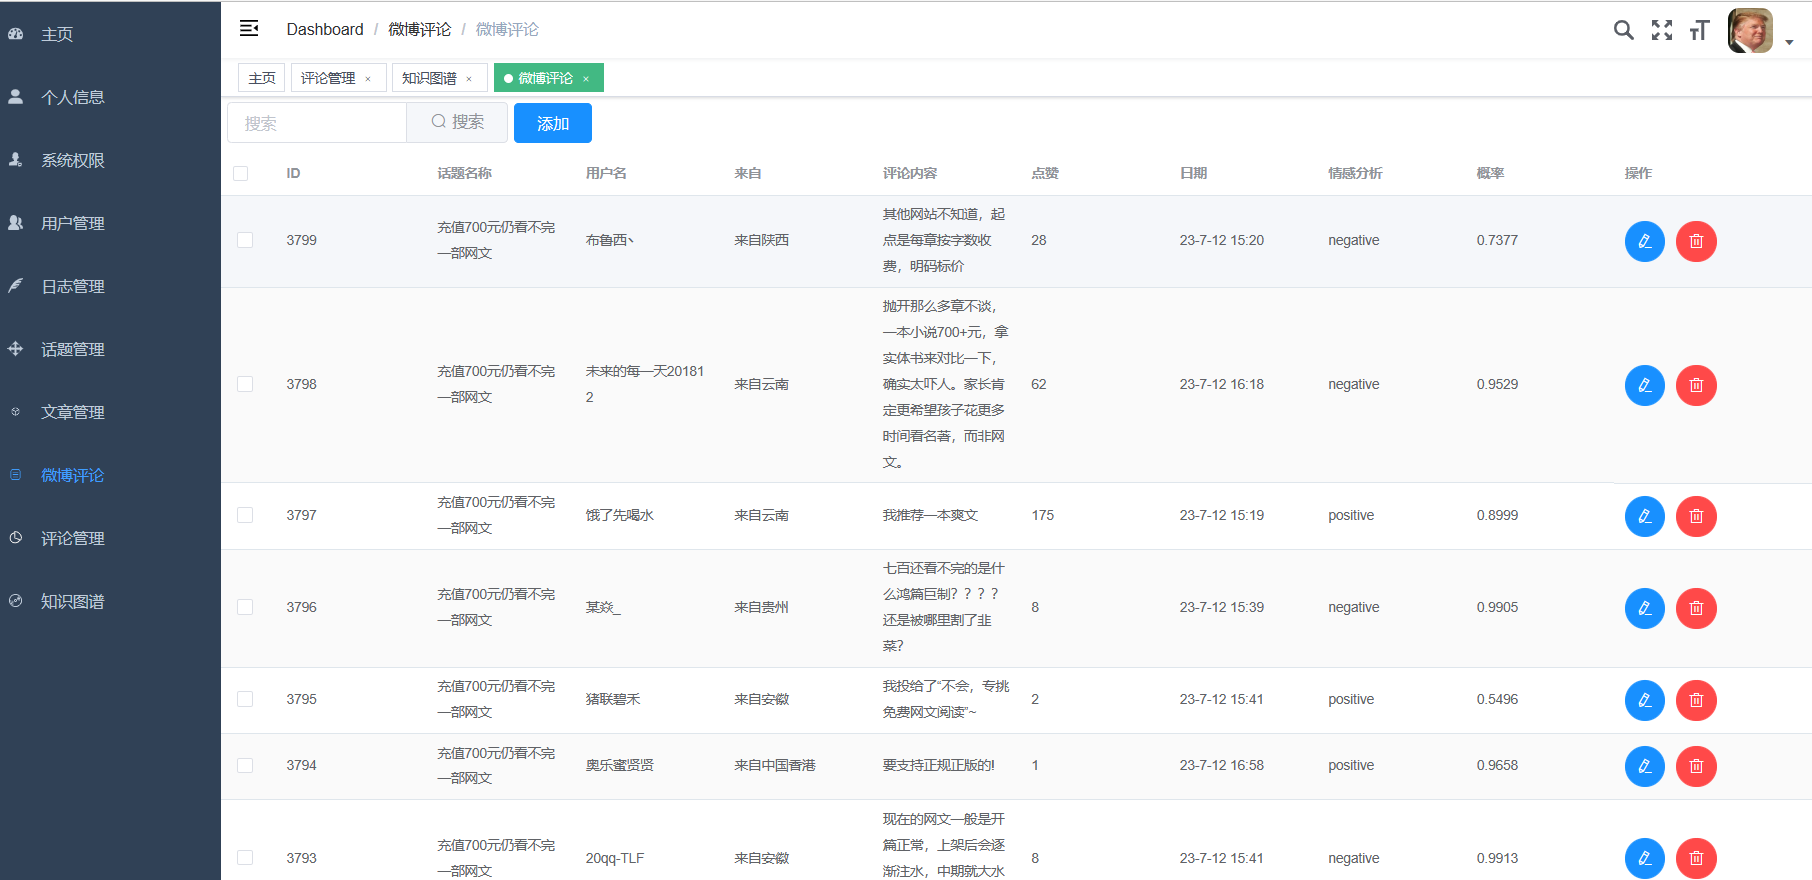 主页
个人信息
系统权限
用户管理
日志管理
话题管理
文章管理
微博评论
评论管理
知识图谱
Dashboard / 微博评论 / 微博评论
主页 评论管理 × 知识图谱 × 微博评论 ×
搜索 搜索 添加
ID 话题名称 用户名 来自 评论内容 点赞 日期 情感分析 概率 操作
3799
充值700元仍看不完
一部网文
布鲁西丶
来自陕西
其他网站不知道，起
点是每章按字数收
费，明码标价
28
23-7-12 15:20
negative
0.7377
3798
充值700元仍看不完
一部网文
未来的每一天20181
2
来自云南
抛开那么多章不谈，
一本小说700+元，拿
实体书来对比一下，
确实太吓人。家长肯
定更希望孩子花更多
时间看名著，而非网
文。
62
23-7-12 16:18
negative
0.9529
3797
充值700元仍看不完
一部网文
饿了先喝水
来自云南
我推荐一本爽文
175
23-7-12 15:19
positive
0.8999
3796
充值700元仍看不完
一部网文
某焱_
来自贵州
七百还看不完的是什
么鸿篇巨制？？？？
还是被哪里割了韭
菜？
8
23-7-12 15:39
negative
0.9905
3795
充值700元仍看不完
一部网文
猪联碧禾
来自安徽
我投给了“不会，专挑
免费网文阅读”~
2
23-7-12 15:41
positive
0.5496
3794
充值700元仍看不完
一部网文
奥乐蜜贤贤
来自中国香港
要支持正规正版的!
1
23-7-12 16:58
positive
0.9658
3793
充值700元仍看不完
一部网文
20qq-TLF
来自安徽
现在的网文一般是开
篇正常，上架后会逐
渐注水，中期就大水
8
23-7-12 15:41
negative
0.9913